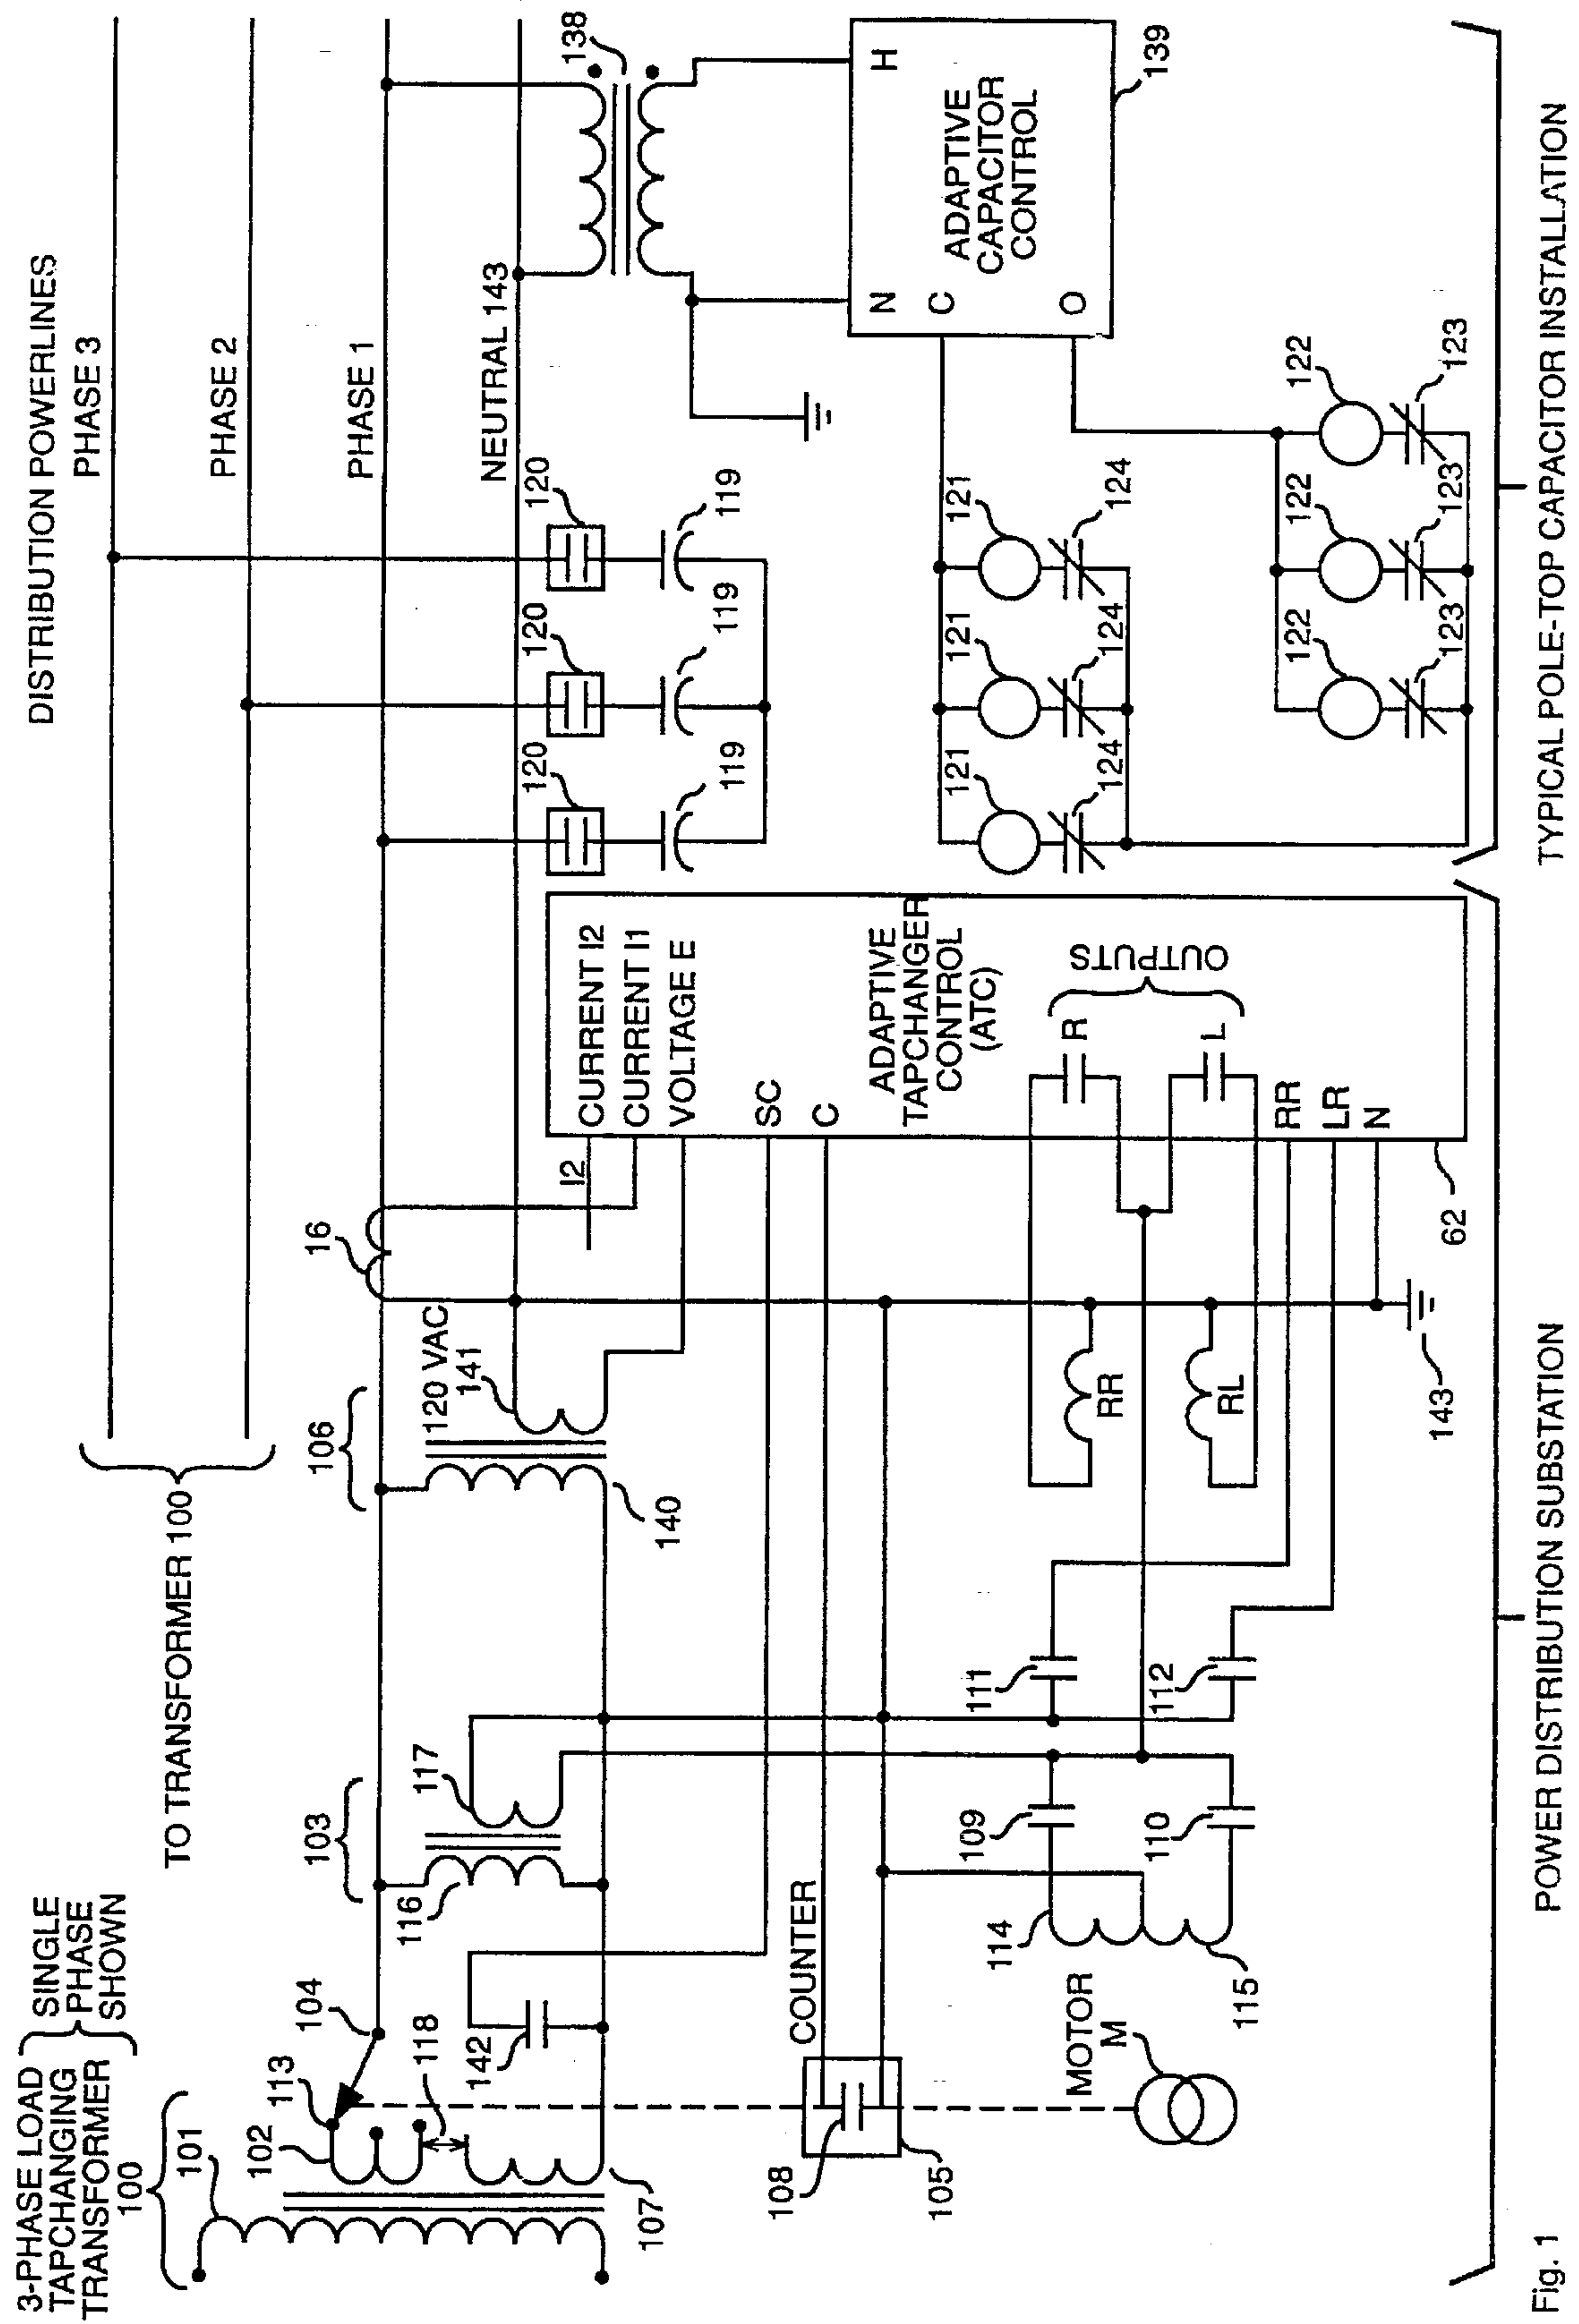 DISTRIBUTION POWERLINES
PHASE 3
PHASE 2
PHASE 1
NEUTRAL 143
3-PHASE LOAD
TAPCHANGING
TRANSFORMER
100
SINGLE
PHASE
SHOWN
TO TRANSFORMER 100
101
102
113
104
118
107
142
103
116
117
106
140
120 VAC
141
16
I2
CURRENT I2
CURRENT I1
VOLTAGE E
SC
C
ADAPTIVE
TAPCHANGER
CONTROL
(ATC)
OUTPUTS
R
L
RR
LR
N
62
143
RR
RL
COUNTER
108
105
MOTOR
M
114
115
109
110
111
112
120
120
120
119
119
119
138
H
N
C
O
ADAPTIVE
CAPACITOR
CONTROL
139
121
121
121
124
124
124
122
122
122
123
123
123
POWER DISTRIBUTION SUBSTATION
TYPICAL POLE-TOP CAPACITOR INSTALLATION
Fig. 1